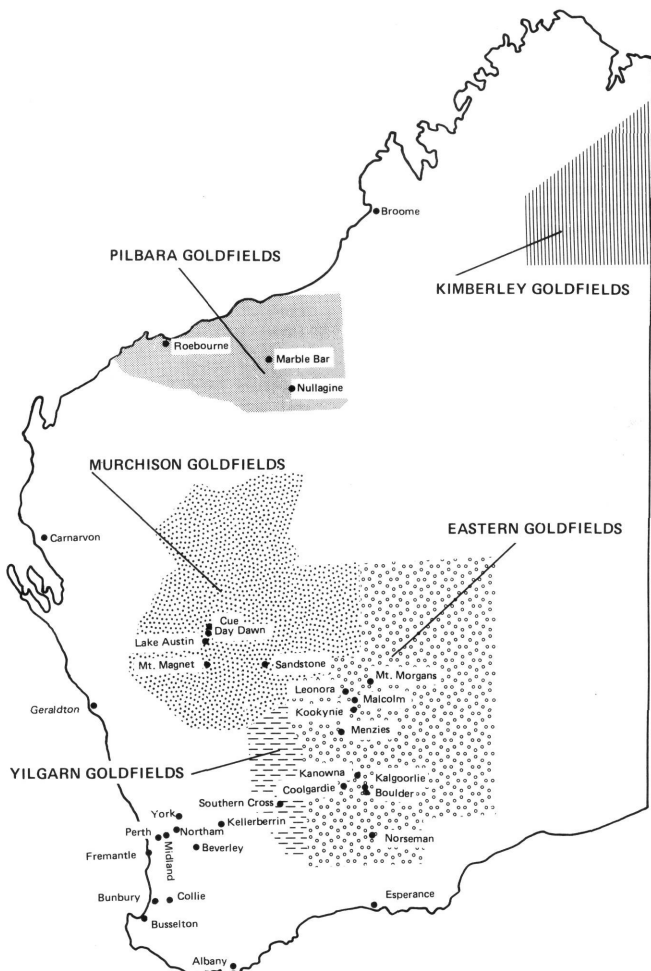 Broome
PILBARA GOLDFIELDS
KIMBERLEY GOLDFIELDS
Roebourne
Marble Bar
Nullagine
MURCHISON GOLDFIELDS
Carnarvon
EASTERN GOLDFIELDS
Cue
Day Dawn
Lake Austin
Mt. Magnet
Sandstone
Mt. Morgans
Leonora
Malcolm
Geraldton
Kookynie
Menzies
YILGARN GOLDFIELDS
Kanowna
Kalgoorlie
Coolgardie
Boulder
Southern Cross
York
Kellerberrin
Perth
Northam
Norseman
Midland
Beverley
Fremantle
Bunbury
Collie
Esperance
Busselton
Albany